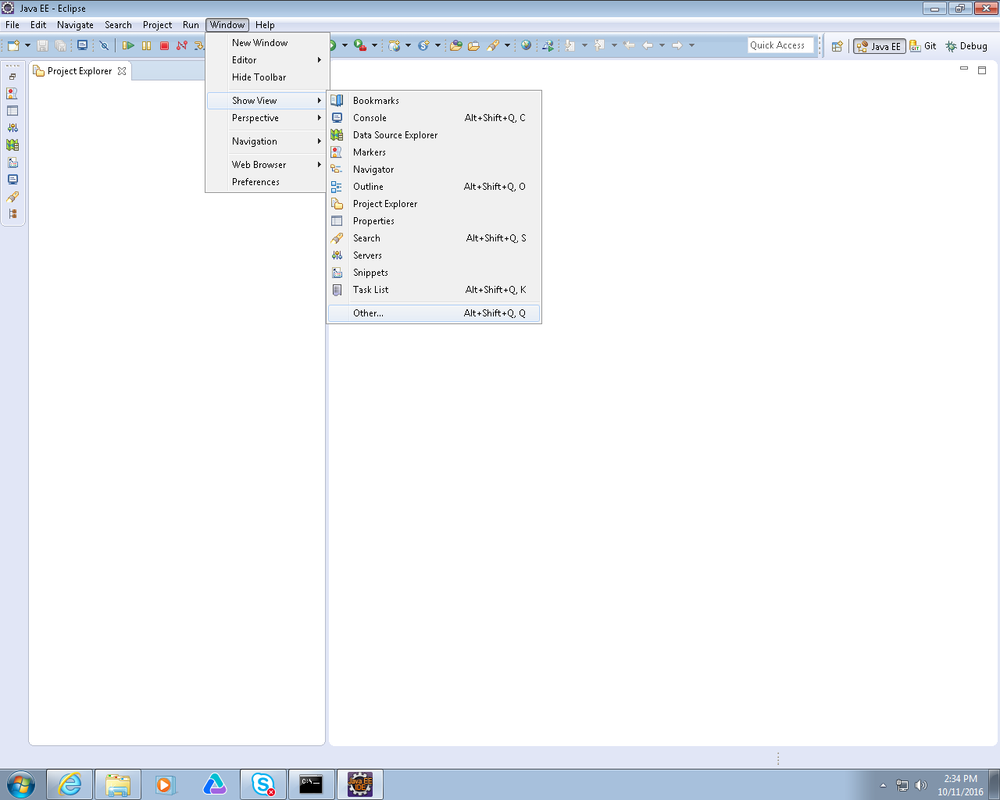 Java EE - Eclipse
File Edit Navigate Search Project Run Window Help
Quick Access
Java EE
Git
Debug
Project Explorer
New Window
Editor
Hide Toolbar
Show View
Perspective
Navigation
Web Browser
Preferences
Bookmarks
Console Alt+Shift+Q, C
Data Source Explorer
Markers
Navigator
Outline Alt+Shift+Q, O
Project Explorer
Properties
Search Alt+Shift+Q, S
Servers
Snippets
Task List Alt+Shift+Q, K
Other... Alt+Shift+Q, Q
C:\_
Java EE
IDE
2:34 PM
10/11/2016